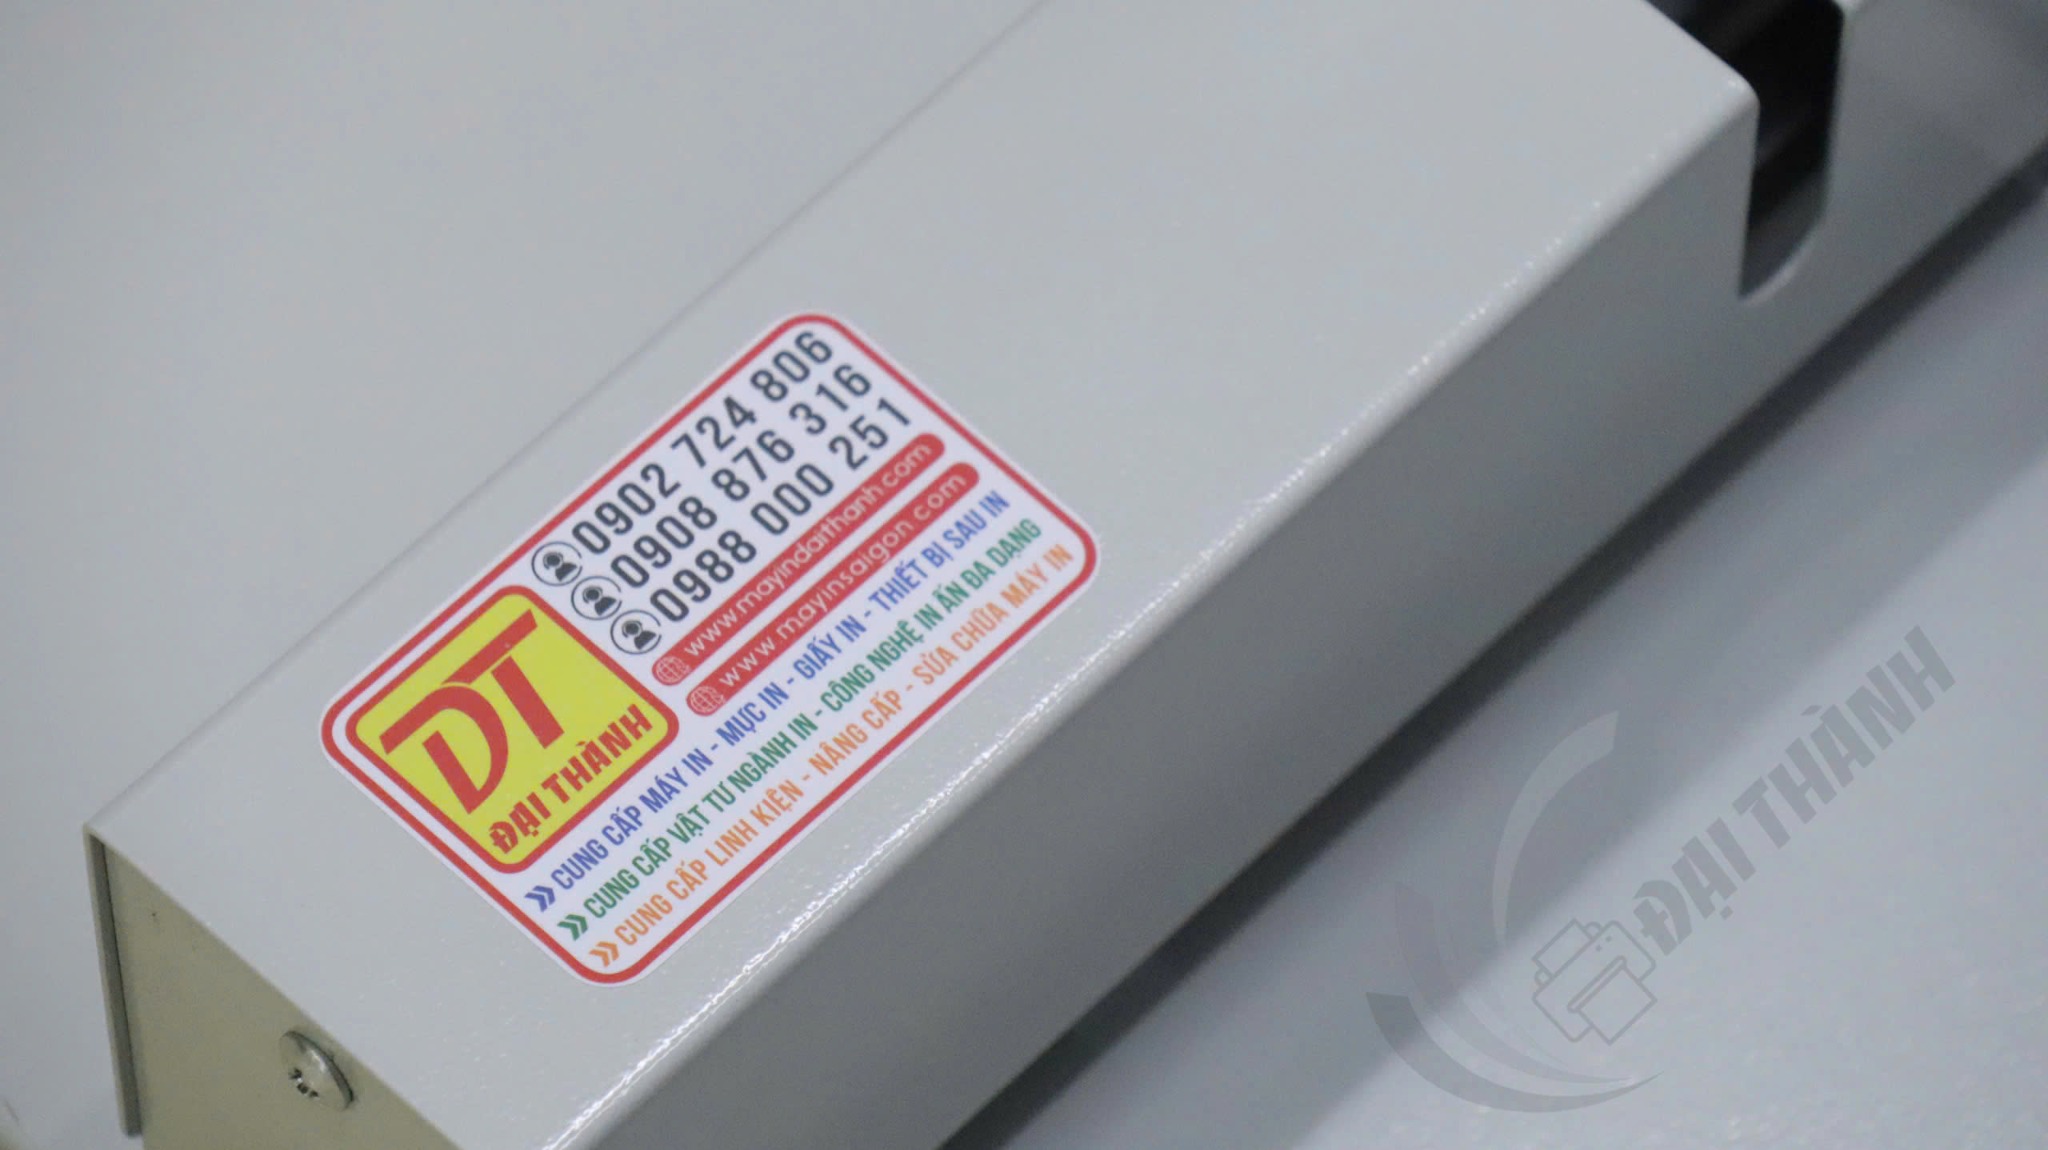 0902 724 806
0908 876 316
0988 000 251
www.mayindaithanh.com
www.mayinsaigon.com
DT
ĐẠI THÀNH
CUNG CẤP MÁY IN - MỰC IN - GIẤY IN - THIẾT BỊ SAU IN
CUNG CẤP VẬT TƯ NGÀNH IN - CÔNG NGHỆ IN ẤN ĐA DẠNG
CUNG CẤP LINH KIỆN - NÂNG CẤP - SỬA CHỮA MÁY IN
ĐẠI THÀNH